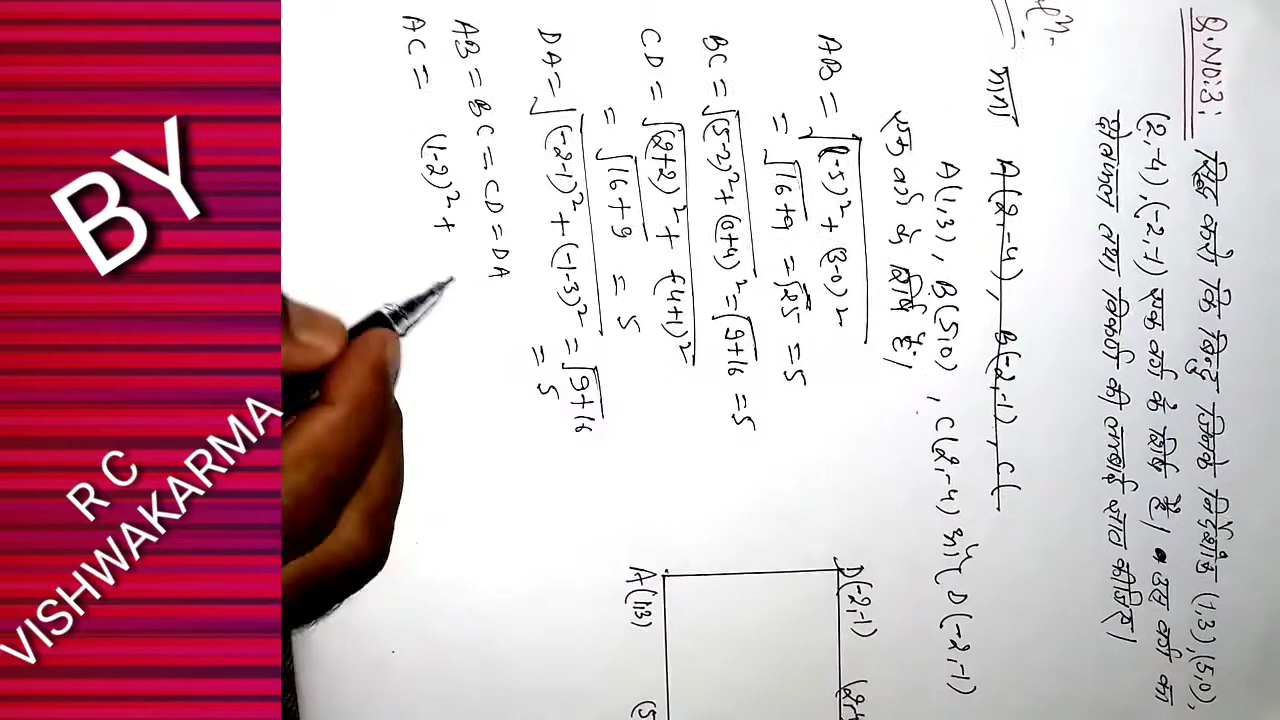 Q.NO:3: सिद्ध करो कि बिन्दु जिनके निर्देशांक (1,3),(5,0),
(2,-4),(-2,-1) एक वर्ग के शीर्ष हैं। उस वर्ग का
क्षेत्रफल तथा विकर्ण की लम्बाई ज्ञात कीजिए।
माना A(2,-4), B(-2,-1), C(
A(1,3), B(5,0), C(2,-4) और D(-2,-1)
एक वर्ग के शीर्ष हैं।
AB = √(1-5)² + (3-0)²
= √16+9 = √25 = 5
BC = √(5-2)² + (0+4)² = √9+16 = 5
CD = √(2+2)² + (-4+1)²
= √16+9 = 5
DA = √(-2-1)² + (-1-3)² = √9+16
= 5
AB = BC = CD = DA
AC = (1-2)² +
D(-2,-1)
A(1,3)
(5
BY
R C
VISHWAKARMA